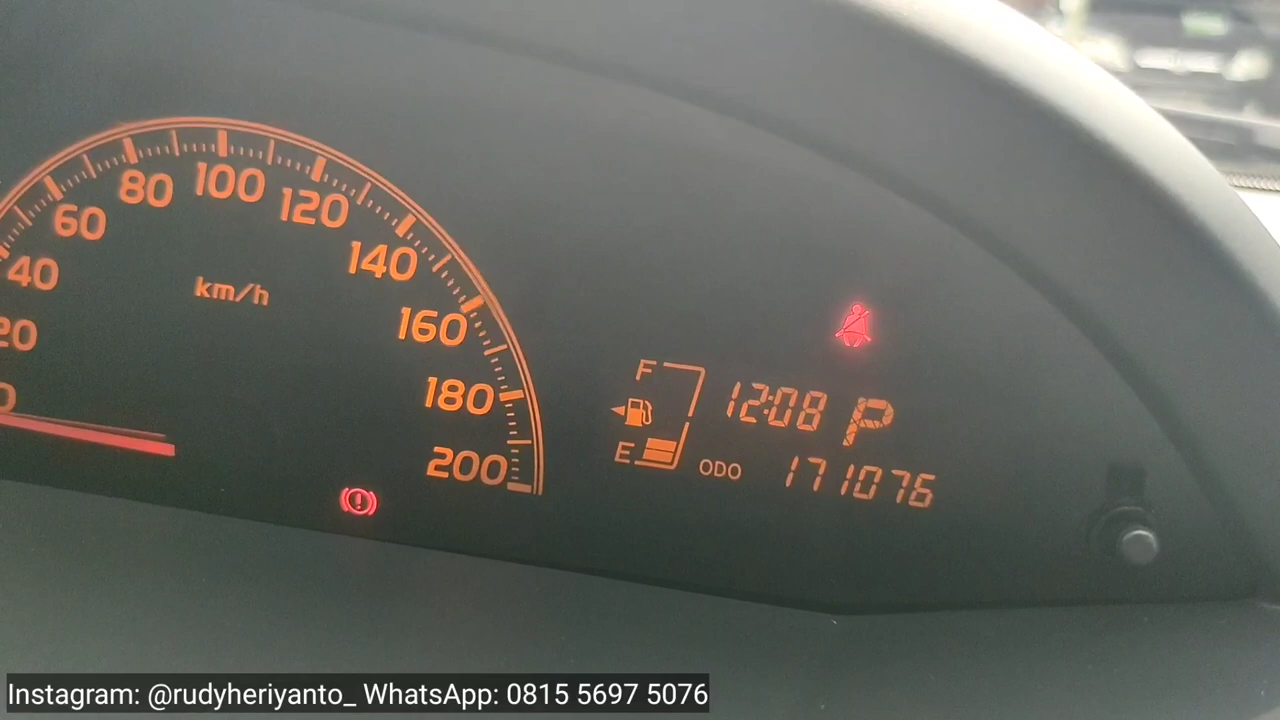 100
80
120
60
140
40
km/h
20
160
0
180
200
F
12:08 P
E
ODO 171076
Instagram: @rudyheriyanto_ WhatsApp: 0815 5697 5076